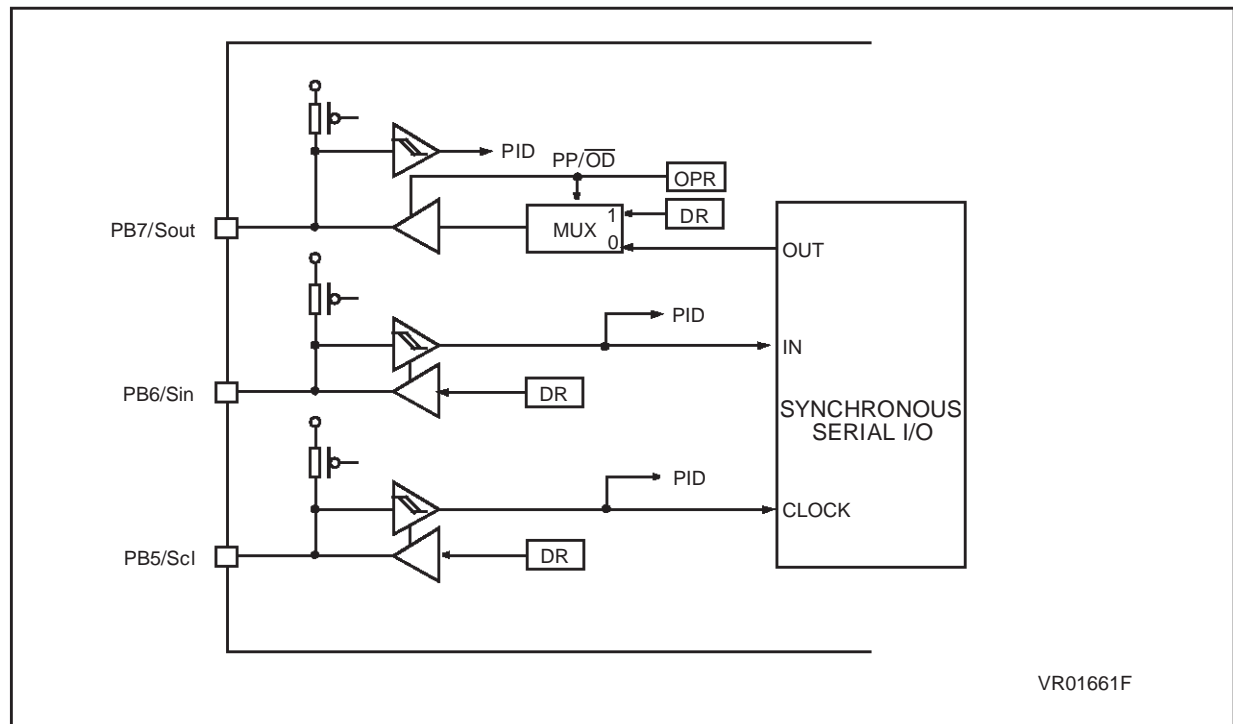 PID
PP/OD
OPR
PB7/Sout
MUX
1
0
DR
OUT
PID
IN
PB6/Sin
DR
SYNCHRONOUS
SERIAL I/O
PID
CLOCK
PB5/Scl
DR
VR01661F